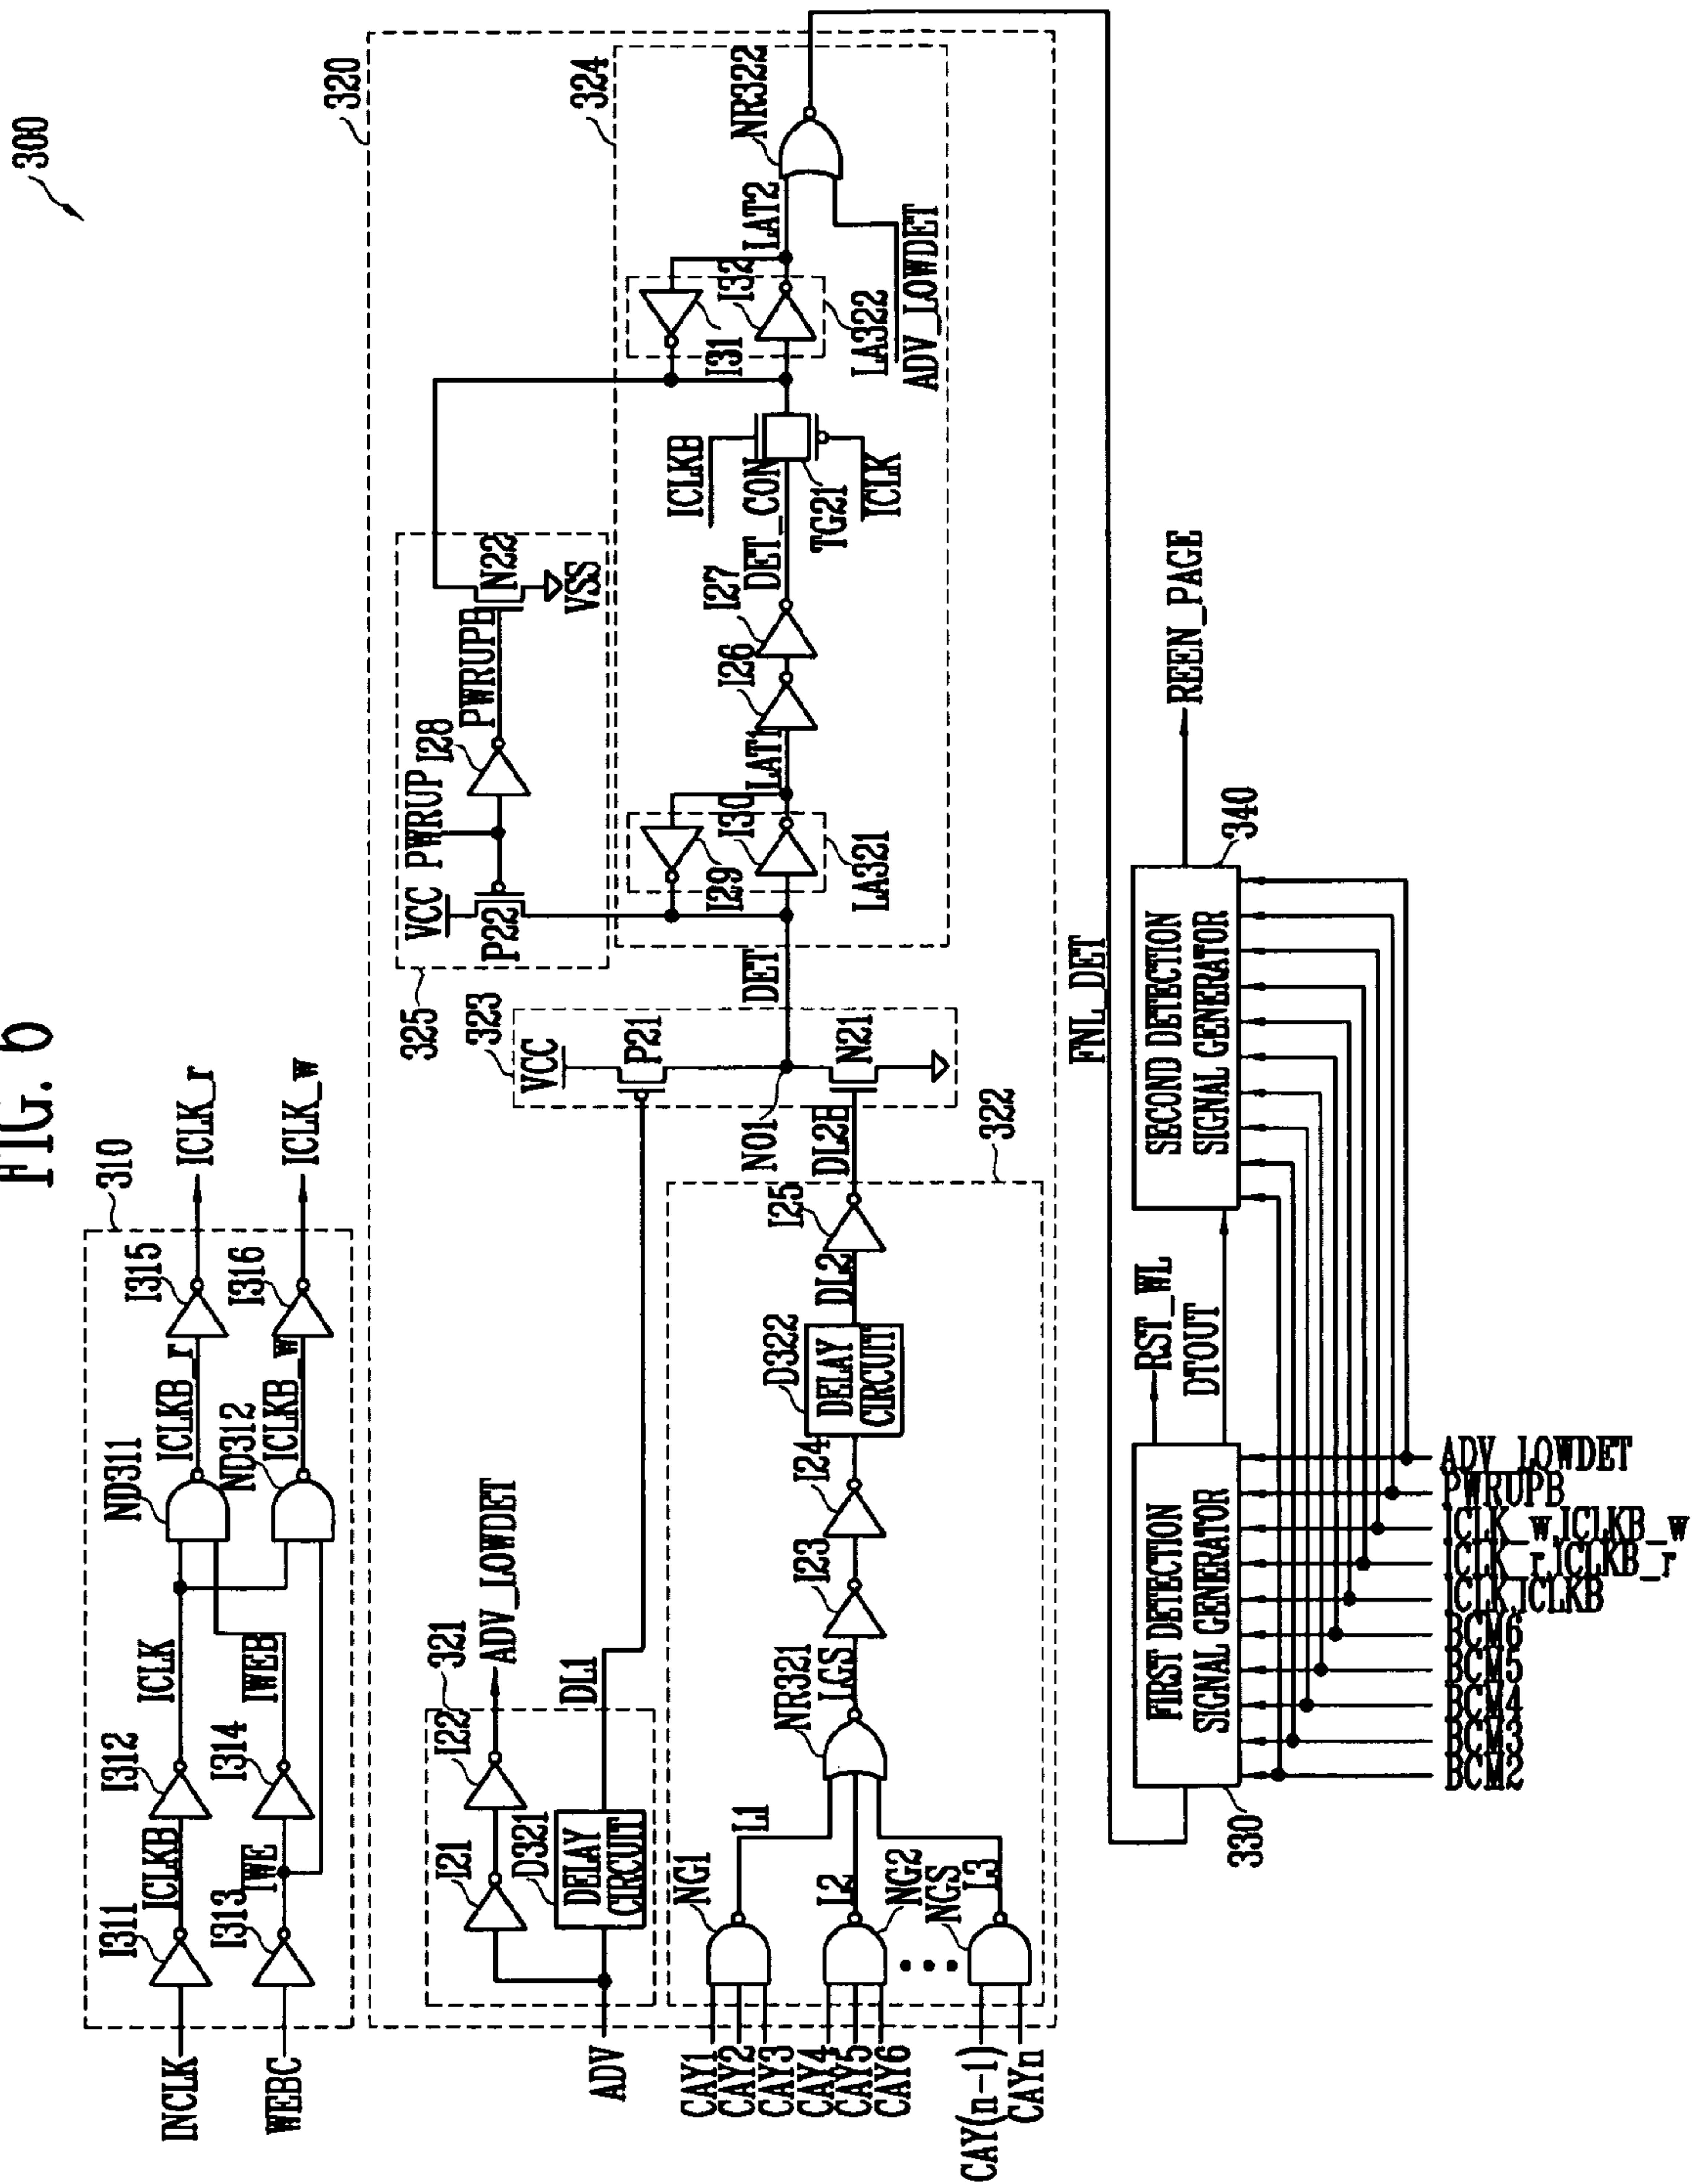 FIG. 6
300
310
INCLK
I311
ICLKB
I312
ICLK
ND311
ICLKB_r
I315
ICLK_r
WEBC
I313
IWE
I314
IWEB
ND312
ICLKB_w
I316
ICLK_w
320
321
ADV
I21
I22
ADV_LOWDET
D321
DELAY
CIRCUIT
DL1
322
CAY1
CAY2
CAY3
CAY4
CAY5
CAY6
CAY(n-1)
CAYn
NG1
L1
L2
NG2
NGS
L3
NR321
LGS
I23
I24
D322
DELAY
CIRCUIT
DL2
I25
DL2B
323
VCC
P21
NO1
N21
DET
325
VCC
PWRUP
P22
I28
PWRUPB
N22
VSS
324
I29
I30
LA321
LAT1
I26
I27
DET_CON
ICLKB
TG21
ICLK
I31
I32
LA322
LAT2
ADV_LOWDET
NR322
FNL_DET
330
FIRST DETECTION
SIGNAL GENERATOR
RST_WL
DTOUT
340
SECOND DETECTION
SIGNAL GENERATOR
REEN_PAGE
ADV_LOWDET
PWRUPB
ICLK_w,ICLKB_w
ICLK_r,ICLKB_r
ICLK,ICLKB
BCM6
BCM5
BCM4
BCM3
BCM2